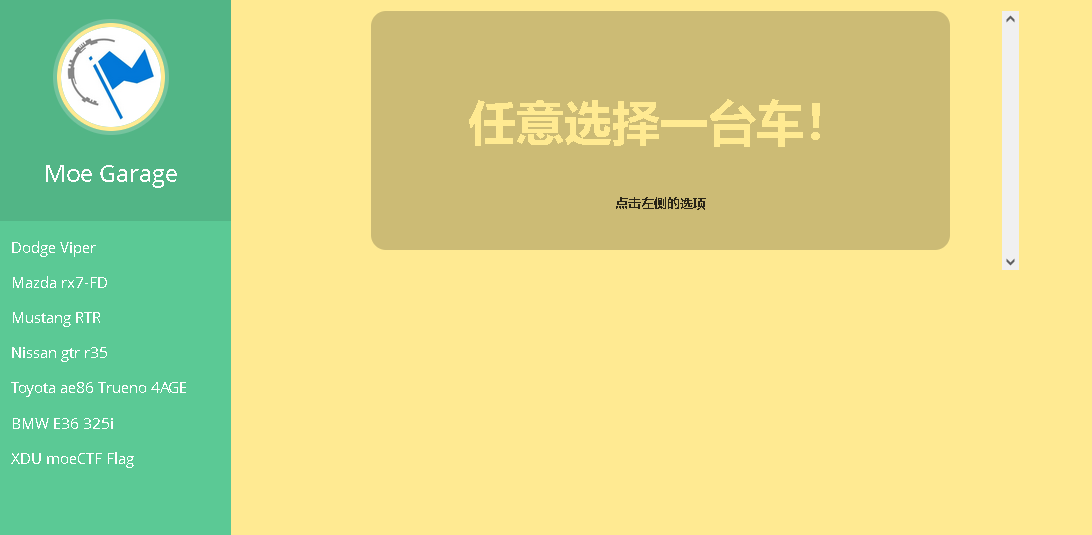 Moe Garage
Dodge Viper
Mazda rx7-FD
Mustang RTR
Nissan gtr r35
Toyota ae86 Trueno 4AGE
BMW E36 325i
XDU moeCTF Flag
任意选择一台车！
点击左侧的选项